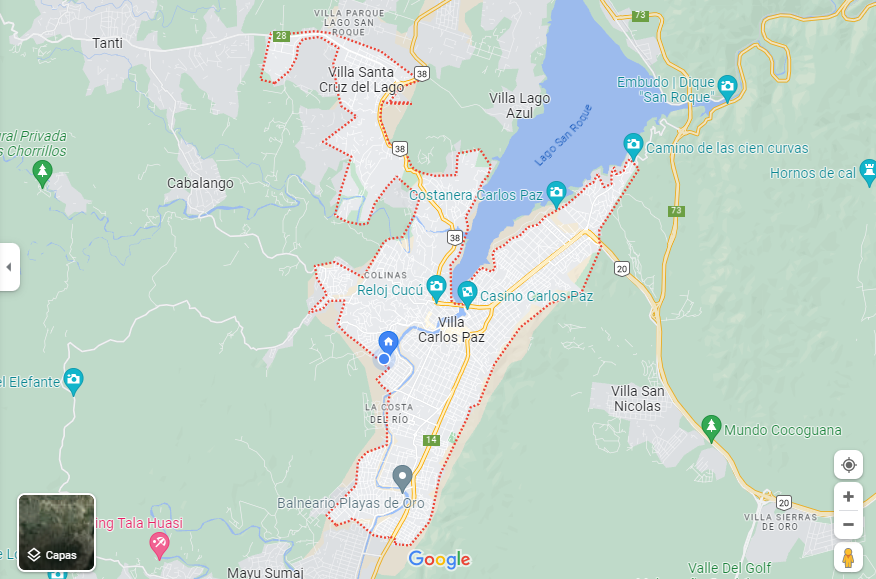 VILLA PARQUE
LAGO SAN
ROQUE
73
28
Tanti
Villa Santa
Cruz del Lago
38
Embudo | Dique
"San Roque"
Villa Lago
Azul
Lago San Roque
ral Privada
s Chorrillos
38
Camino de las cien curvas
Hornos de cal
Cabalango
Costanera Carlos Paz
73
38
20
COLINAS
Reloj Cucú
Casino Carlos Paz
Villa
Carlos Paz
el Elefante
Villa San
Nicolas
LA COSTA
DEL RÍO
Mundo Cocoguana
14
Balneario Playas de Oro
20
VILLA SIERRAS
DE ORO
ing Tala Huasi
Capas
Google
Mayu Sumaj
Valle Del Golf